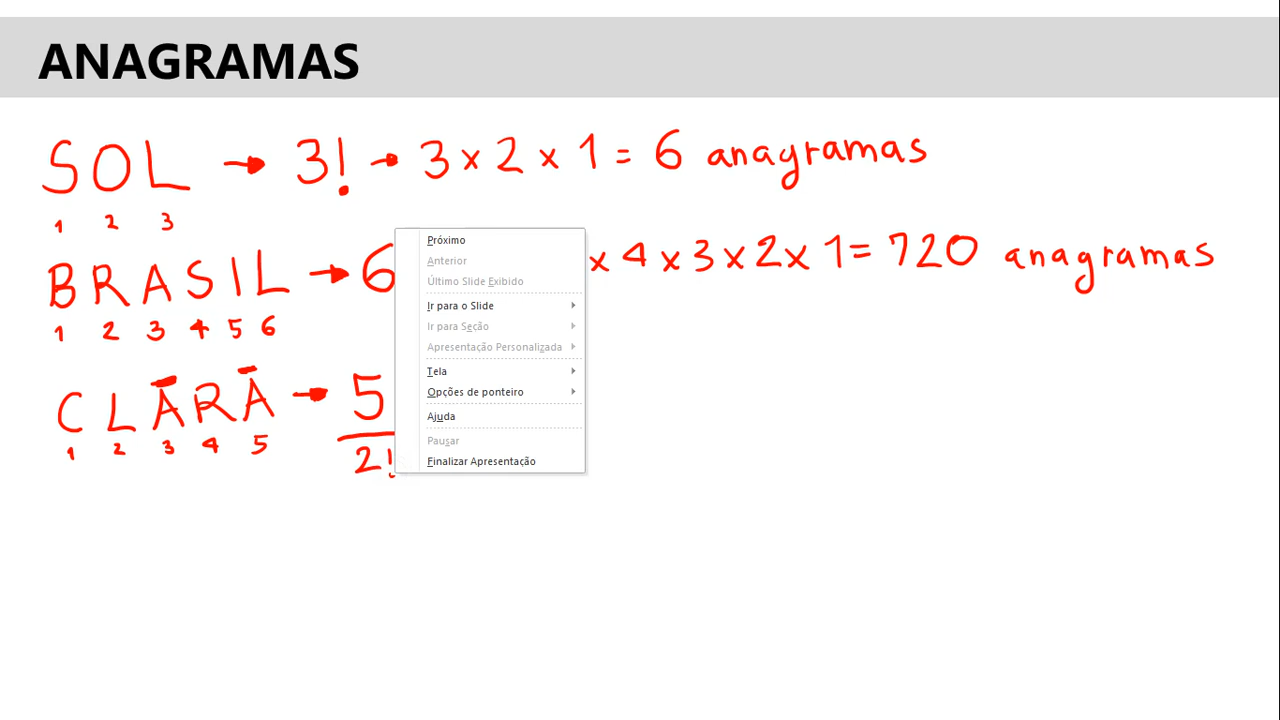 ANAGRAMAS
SOL → 3! → 3 x 2 x 1 = 6 anagramas
1 2 3
BRASIL → 6 x 4 x 3 x 2 x 1 = 720 anagramas
1 2 3 4 5 6
CLARA → 5
1 2 3 4 5
2!
Próximo
Anterior
Último Slide Exibido
Ir para o Slide
Ir para Seção
Apresentação Personalizada
Tela
Opções de ponteiro
Ajuda
Pausar
Finalizar Apresentação